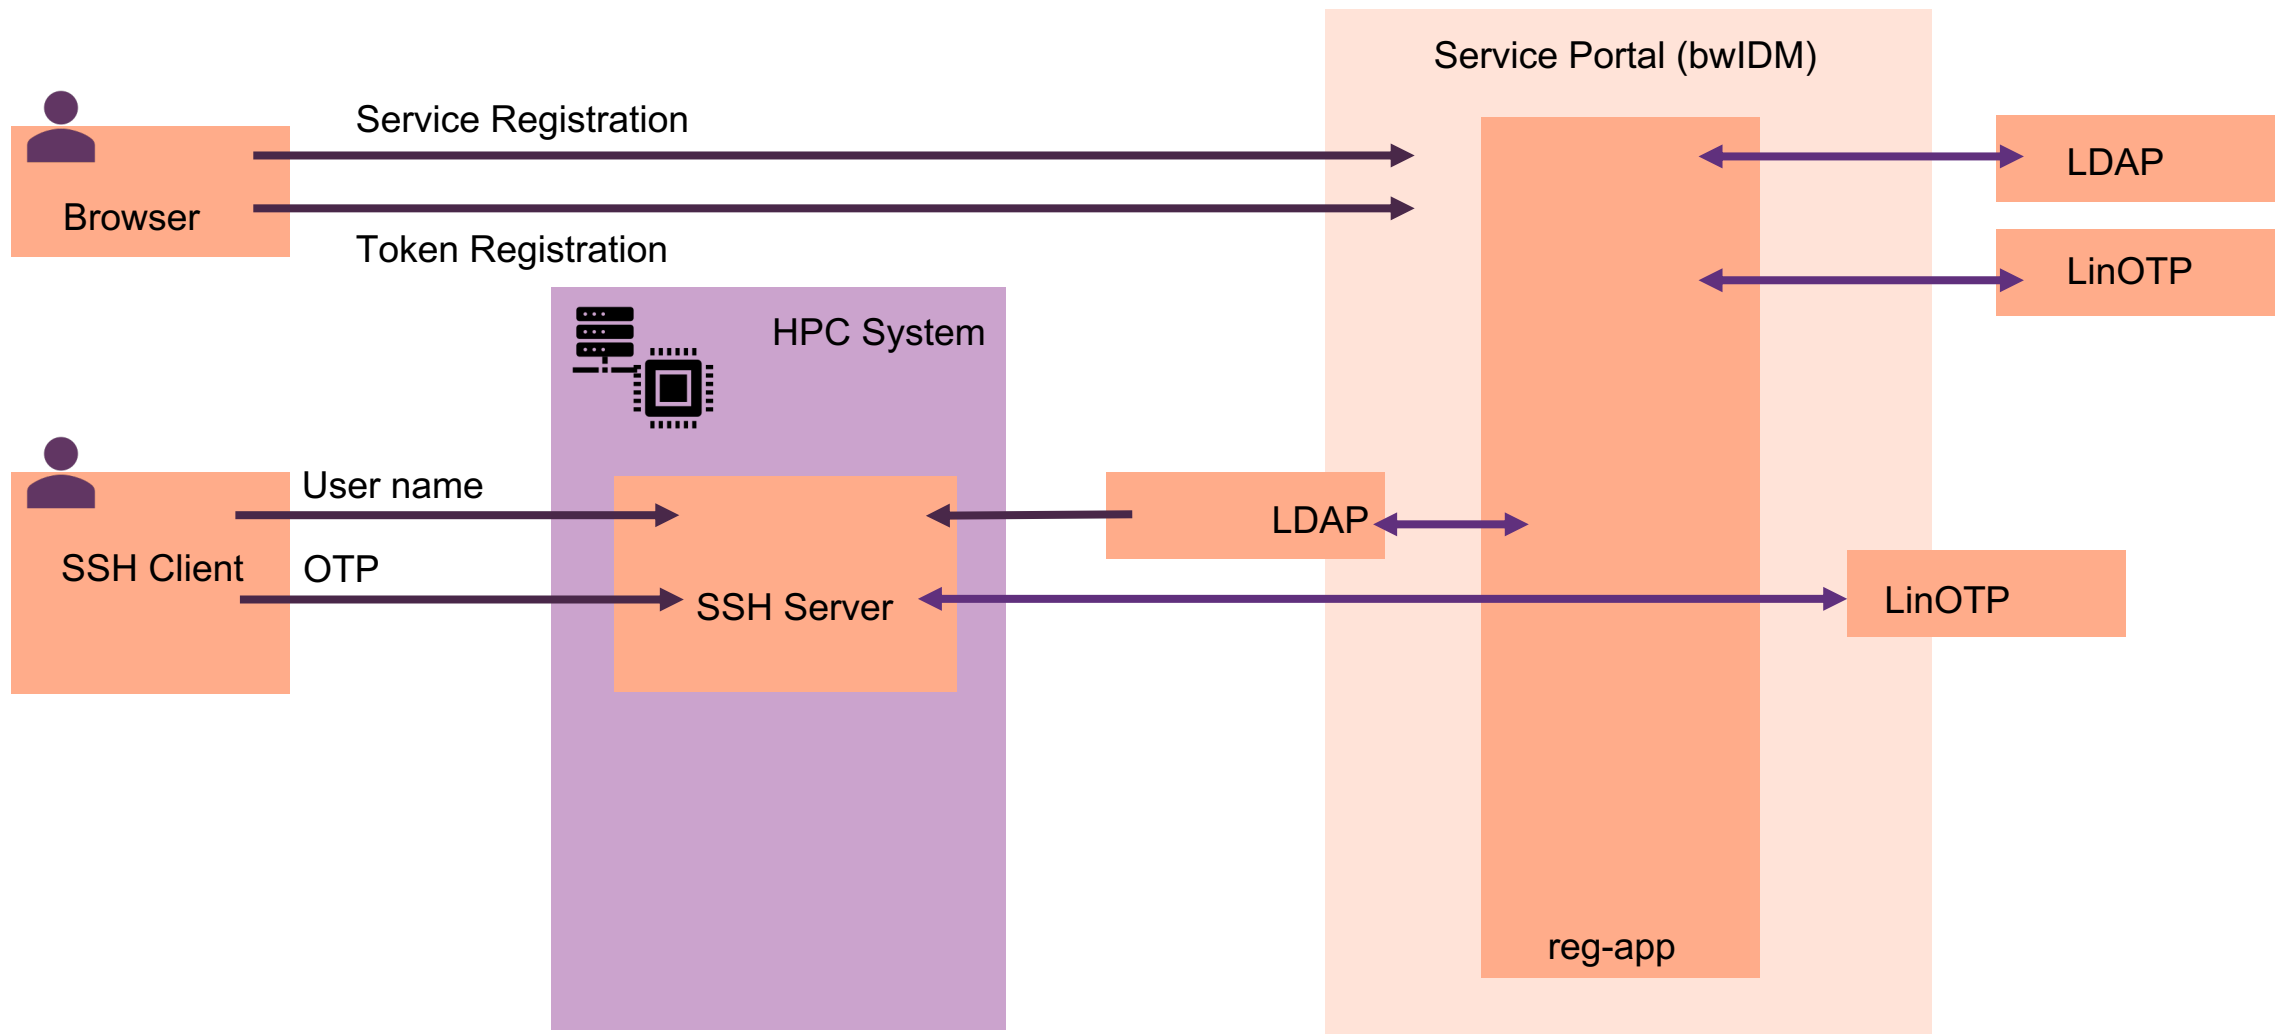 Service Portal (bwIDM)
Service Registration
LDAP
Browser
Token Registration
LinOTP
HPC System
User name
LDAP
SSH Client
OTP
SSH Server
LinOTP
reg-app